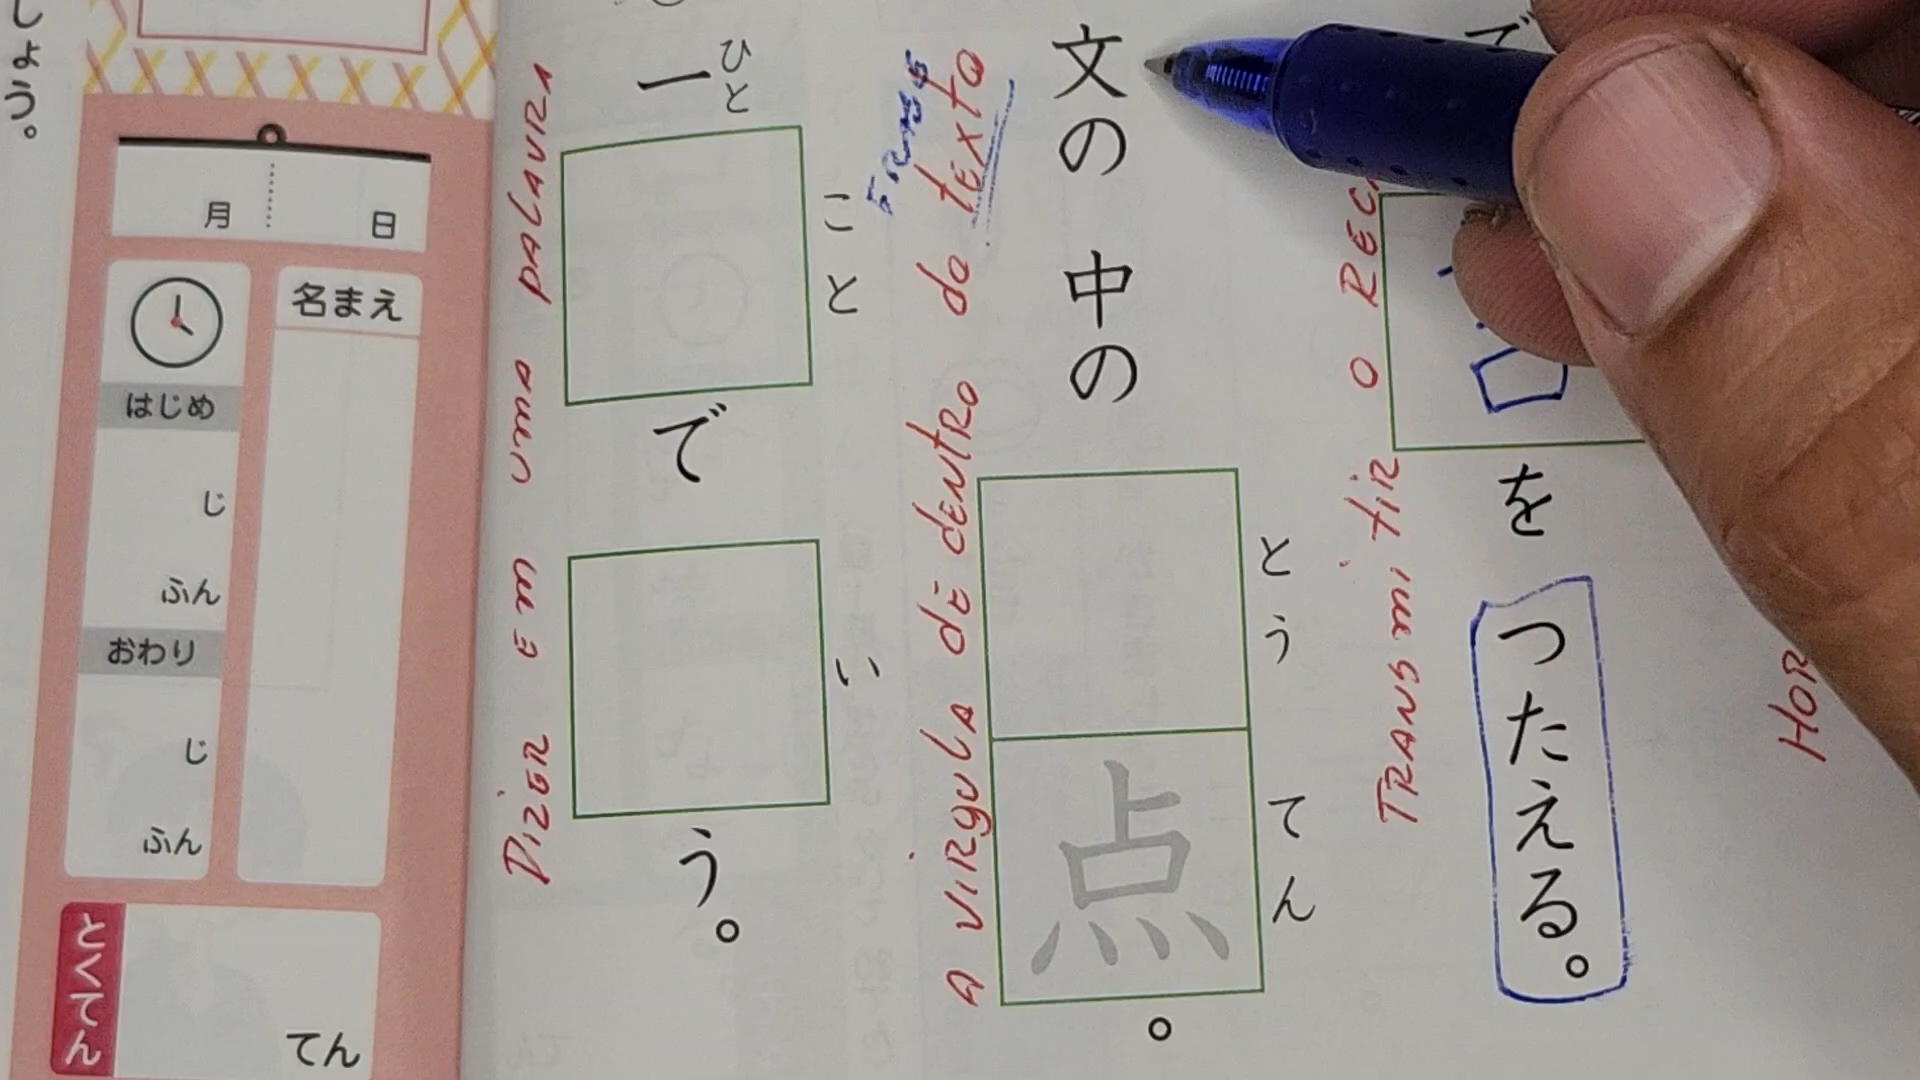 を
つたえる。
TRANSMITIR O REC
文の中の
とう
てん
点。
A VIRGULA DE DENTRO do tExto
一
ひと
こと
で
い
う。
DIZER EM UMA PALAVRA
月 日
名まえ
はじめ
じ
ふん
おわり
じ
ふん
とくてん
てん
しょう。
HOR